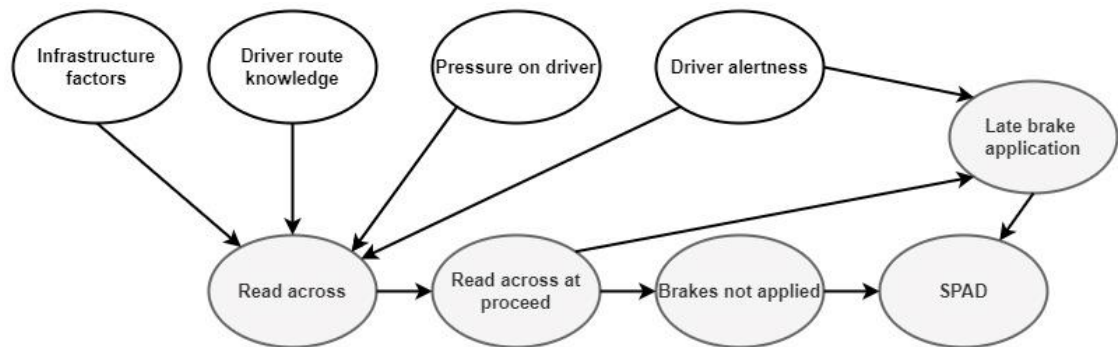 Infrastructure
factors
Driver route
knowledge
Pressure on driver
Driver alertness
Late brake
application
Read across
Read across at
proceed
Brakes not applied
SPAD